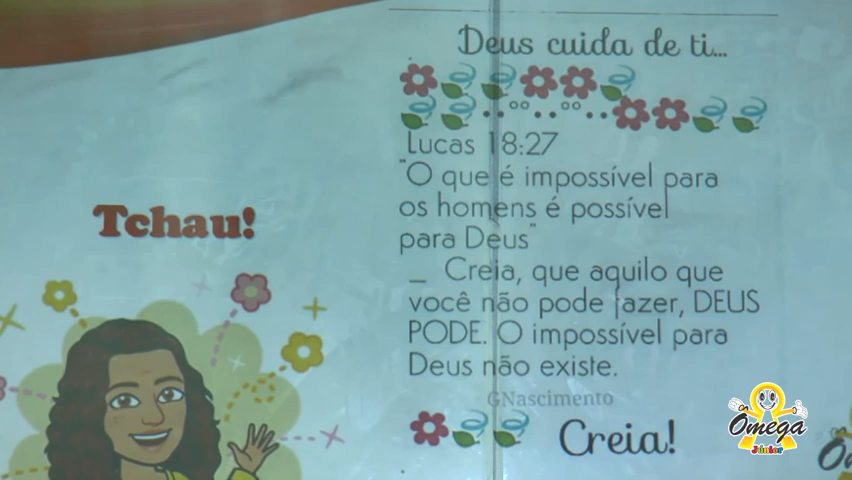 Deus cuida de ti...
Lucas 18:27
"O que é impossível para
os homens é possível
para Deus"
_ Creia, que aquilo que
você não pode fazer, DEUS
PODE. O impossível para
Deus não existe.
GNascimento
Creia!
Tchau!
Ômega
Júnior